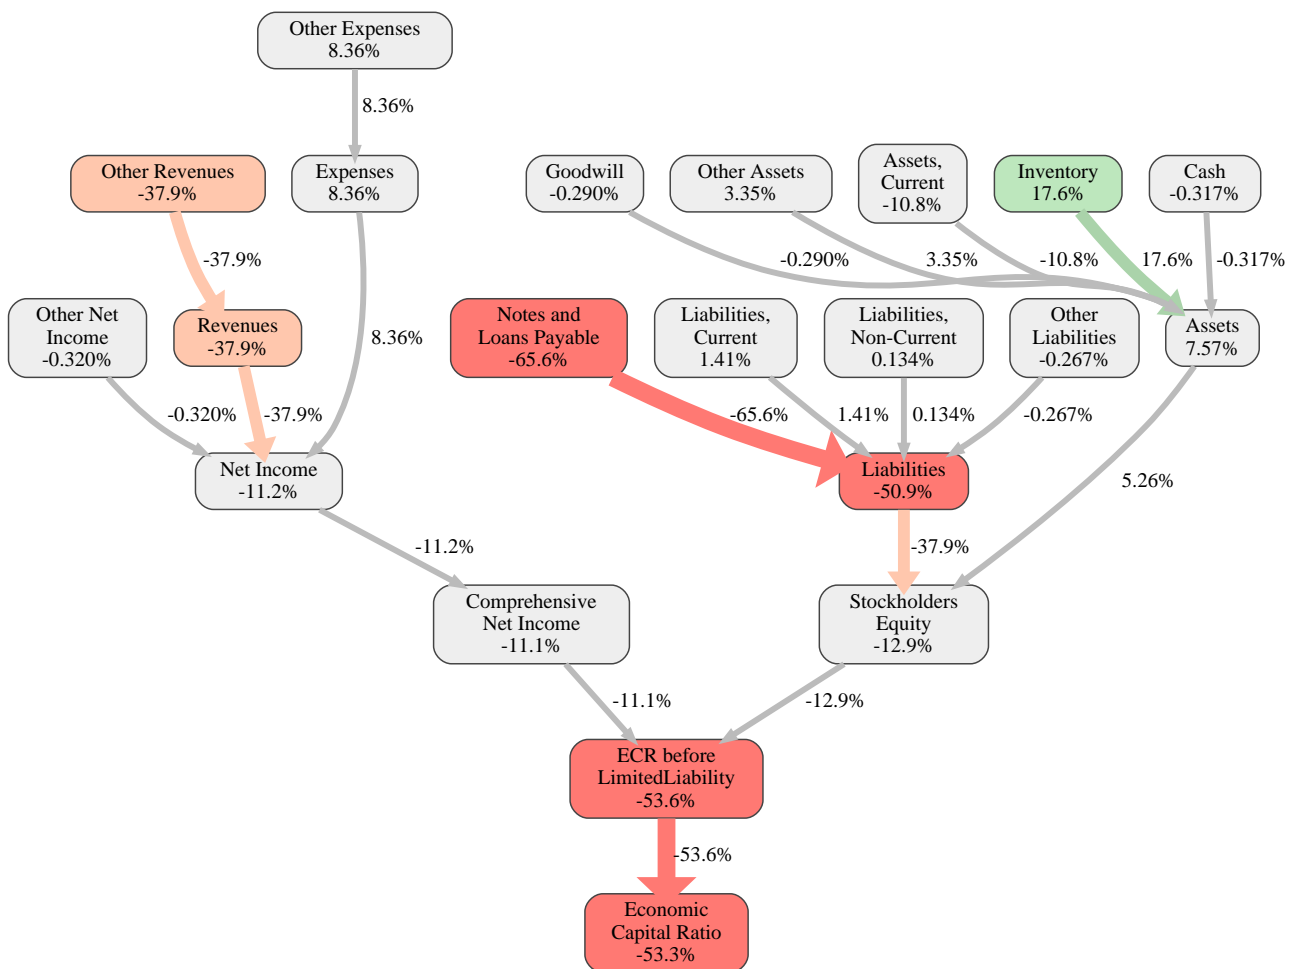 Other Expenses
8.36%
8.36%
Other Revenues
-37.9%
Expenses
8.36%
Goodwill
-0.290%
Other Assets
3.35%
Assets,
Current
-10.8%
Inventory
17.6%
Cash
-0.317%
-37.9%
-0.290%
3.35%
-10.8%
17.6%
-0.317%
Other Net
Income
-0.320%
Revenues
-37.9%
8.36%
Notes and
Loans Payable
-65.6%
Liabilities,
Current
1.41%
Liabilities,
Non-Current
0.134%
Other
Liabilities
-0.267%
Assets
7.57%
-0.320%
-37.9%
-65.6%
1.41%
0.134%
-0.267%
Net Income
-11.2%
Liabilities
-50.9%
5.26%
-11.2%
-37.9%
Comprehensive
Net Income
-11.1%
Stockholders
Equity
-12.9%
-11.1%
-12.9%
ECR before
LimitedLiability
-53.6%
-53.6%
Economic
Capital Ratio
-53.3%